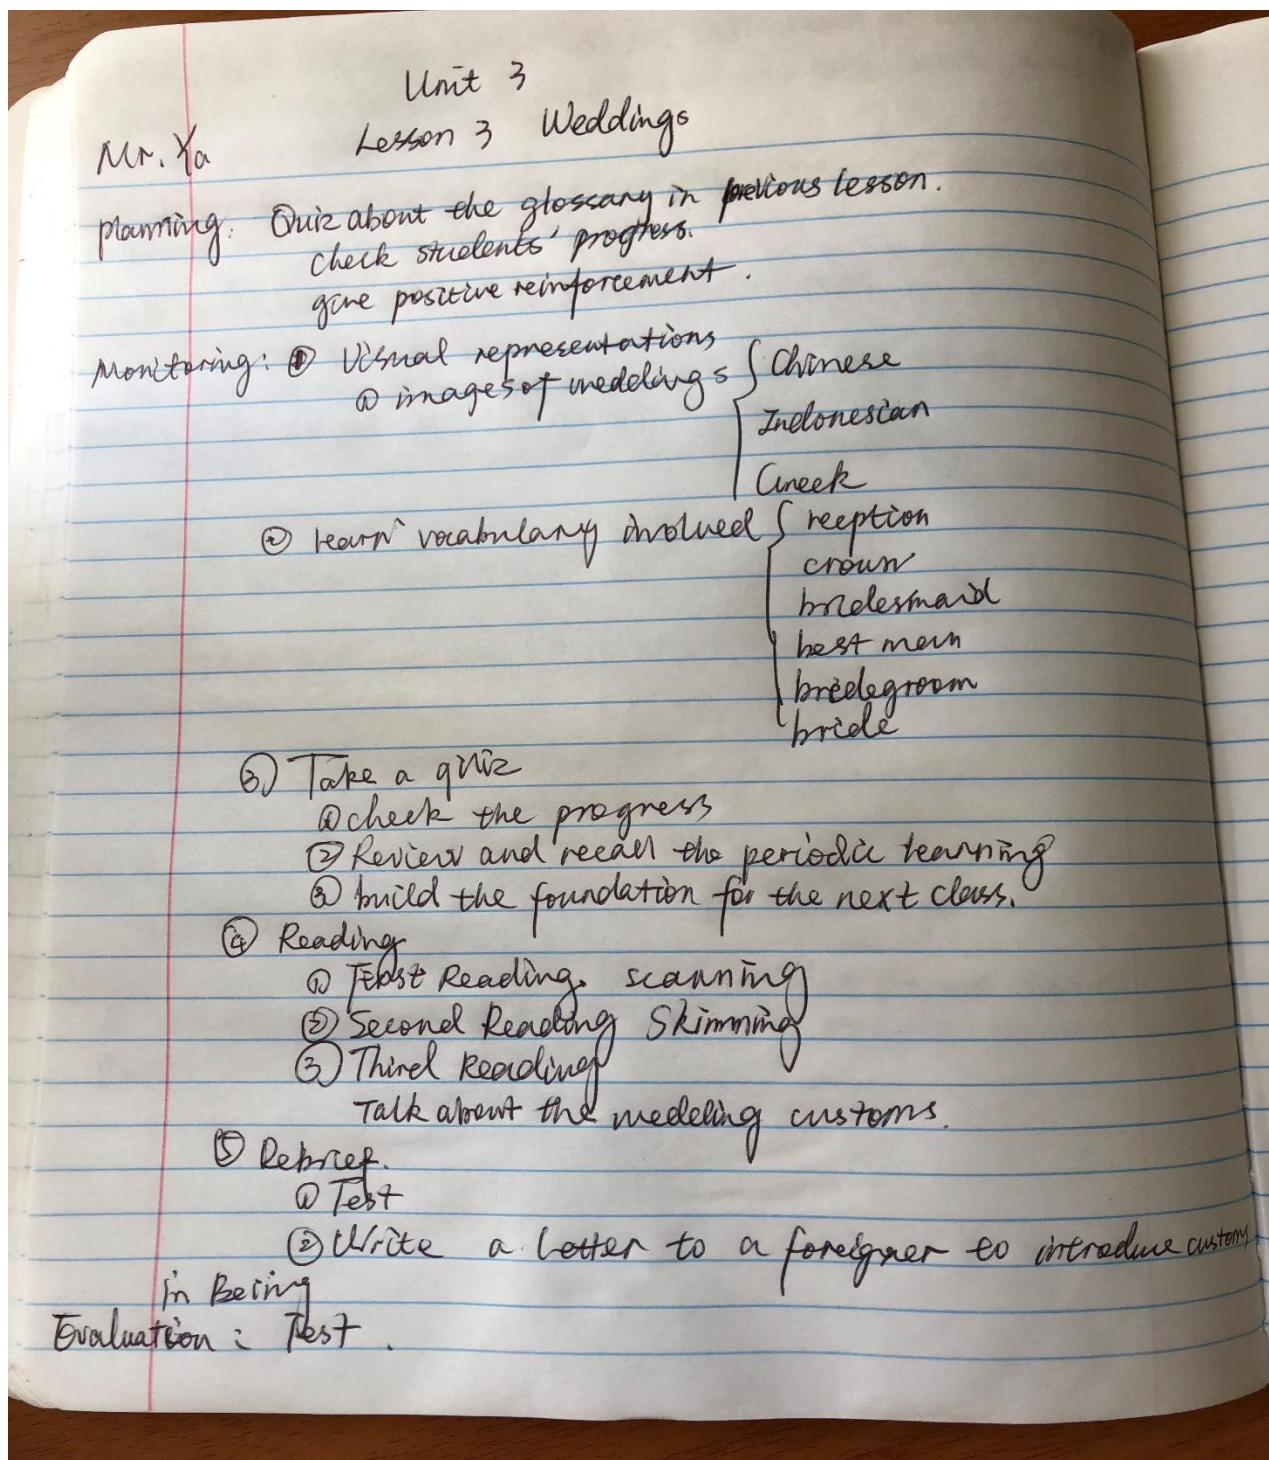 Unit 3
Lesson 3 Weddings
Mr. Ya
planning: Quiz about the glossary in previous lesson.
check students' progress.
give positive reinforcement.
Monitoring: ① Visual representations
① images of weddings { Chinese
Indonesian
Greek
② learn vocabulary involved { reeption
crown
bridesmaid
best man
bridegroom
bride
③ Take a quiz
① check the progress
② Review and recall the periodic learning
③ build the foundation for the next class.
④ Reading
① First Reading. scanning
② Second Reading Skimming
③ Third Reading
Talk about the wedding customs.
⑤ Debrief.
① Test
② Write a letter to a foreigner to introduce customs
in Beijing
Evaluation: Test.